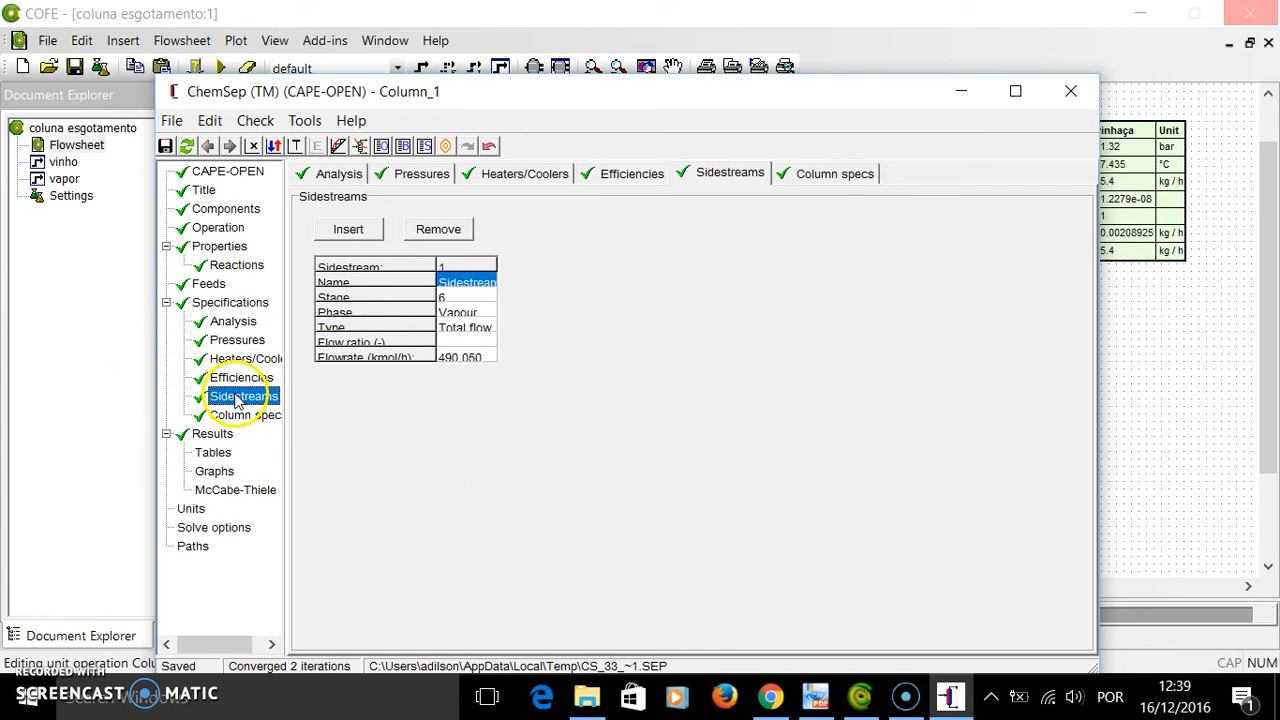 COFE - [coluna esgotamento:1]
File Edit Insert Flowsheet Plot View Add-ins Window Help
default
Document Explorer
coluna esgotamento
Flowsheet
vinho
vapor
Settings
Document Explorer
ChemSep (TM) (CAPE-OPEN) - Column_1
File Edit Check Tools Help
CAPE-OPEN
Title
Components
Operation
Properties
Reactions
Feeds
Specifications
Analysis
Pressures
Heaters/Coole
Efficiencies
Sidestreams
Column spec
Results
Tables
Graphs
McCabe-Thiele
Units
Solve options
Paths
Analysis Pressures Heaters/Coolers Efficiencies Sidestreams Column specs
Sidestreams
Insert Remove
Sidestream: 1
Name Sidestream
Stage 6
Phase Vapour
Type Total flow
Flow ratio (-)
Flowrate (kmol/h): 490.050
inhaça Unit
1.32 bar
7.435 °C
5.4 kg / h
1.2279e-08
1
0.00208925 kg / h
5.4 kg / h
Saved Converged 2 iterations C:\Users\adilson\AppData\Local\Temp\CS_33_~1.SEP
Editing unit operation Colu
CAP NUM
RECORDED WITH
SCREENCAST MATIC
Search Windows
POR
12:39
16/12/2016
1